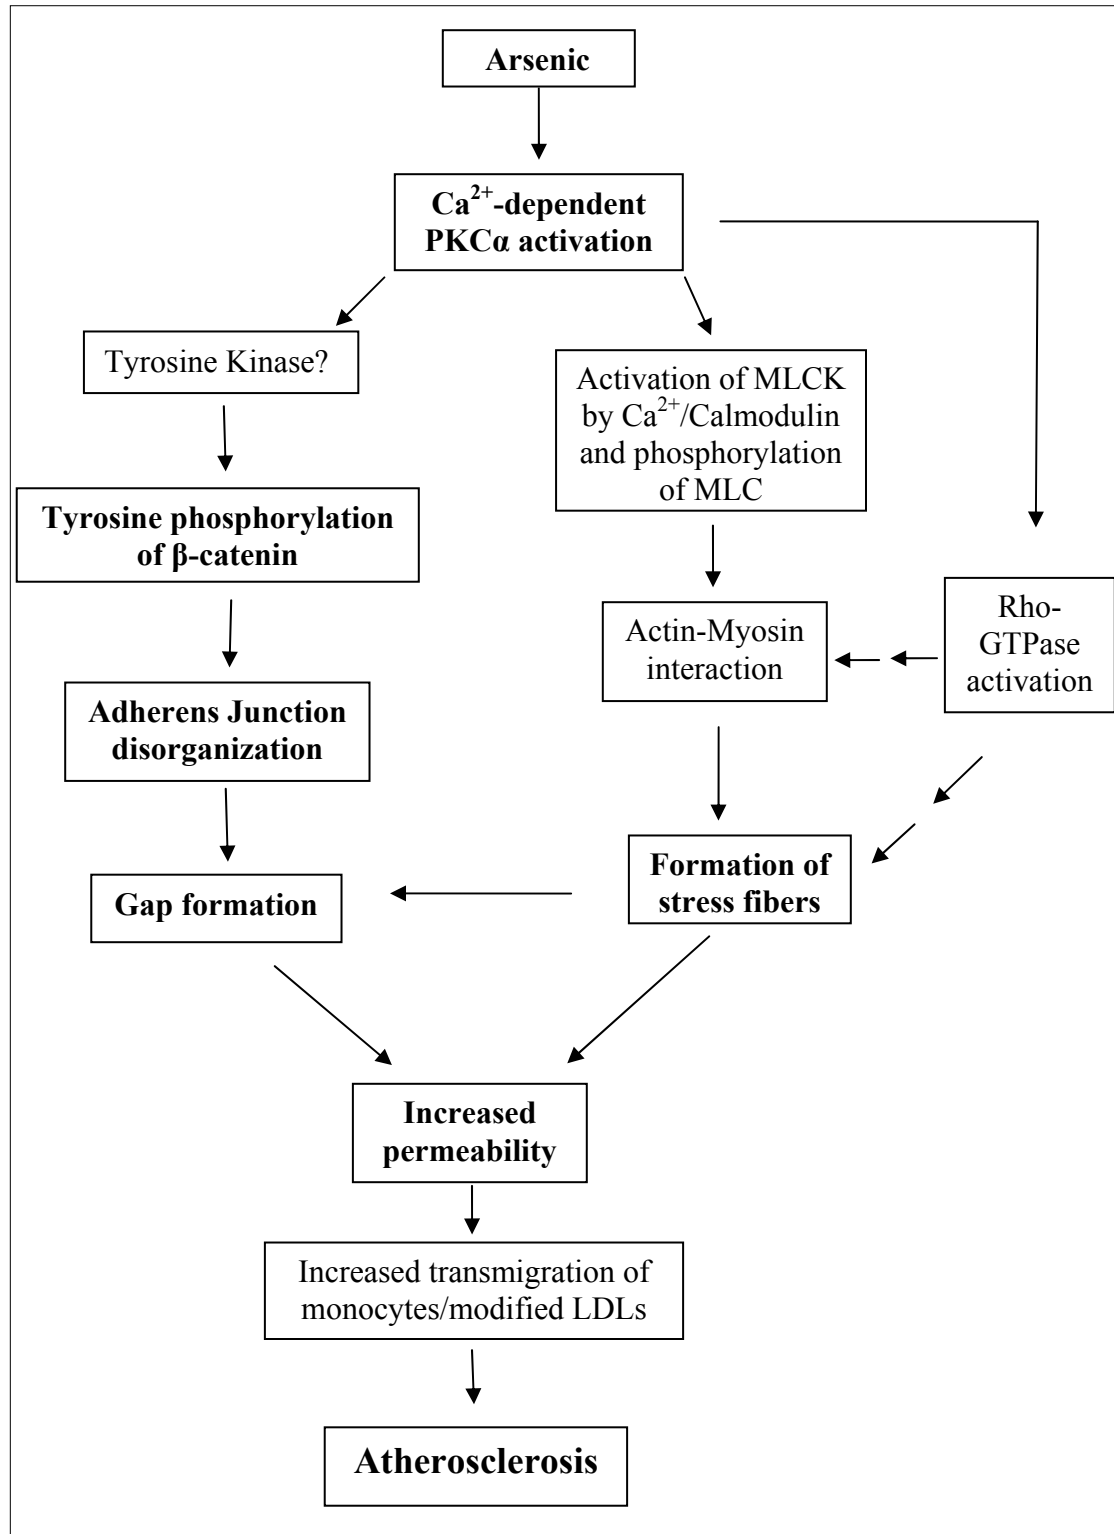 Arsenic
Ca²⁺-dependent
PKCα activation
Tyrosine Kinase?
Activation of MLCK
by Ca²⁺/Calmodulin
and phosphorylation
of MLC
Tyrosine phosphorylation
of β-catenin
Actin-Myosin
interaction
Rho-
GTPase
activation
Adherens Junction
disorganization
Formation of
stress fibers
Gap formation
Increased
permeability
Increased transmigration of
monocytes/modified LDLs
Atherosclerosis